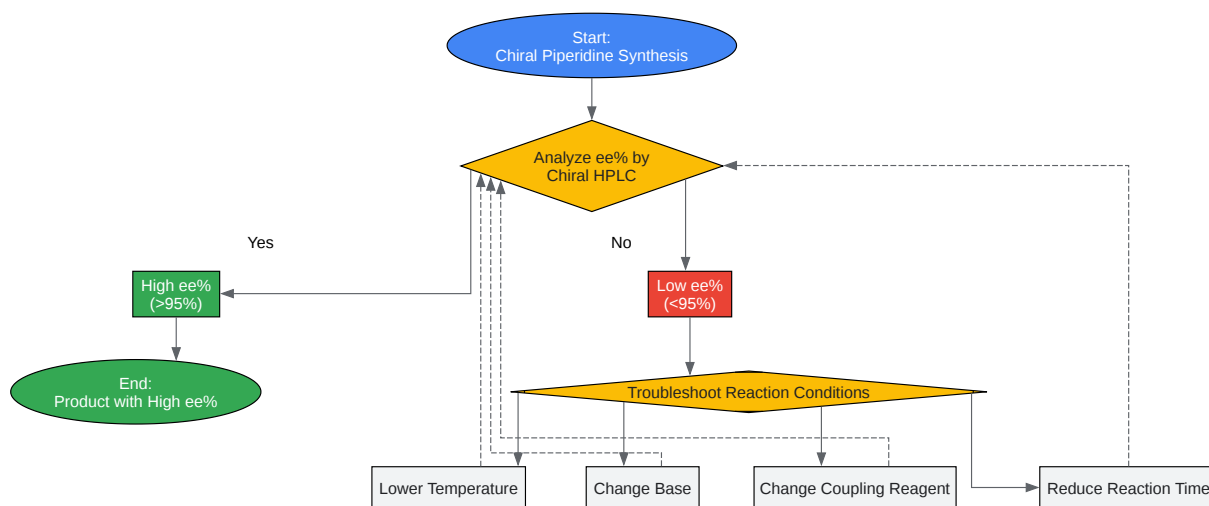 Start:
Chiral Piperidine Synthesis
Analyze ee% by
Chiral HPLC
Yes
No
High ee%
(>95%)
Low ee%
(<95%)
End:
Product with High ee%
Troubleshoot Reaction Conditions
Lower Temperature
Change Base
Change Coupling Reagent
Reduce Reaction Time